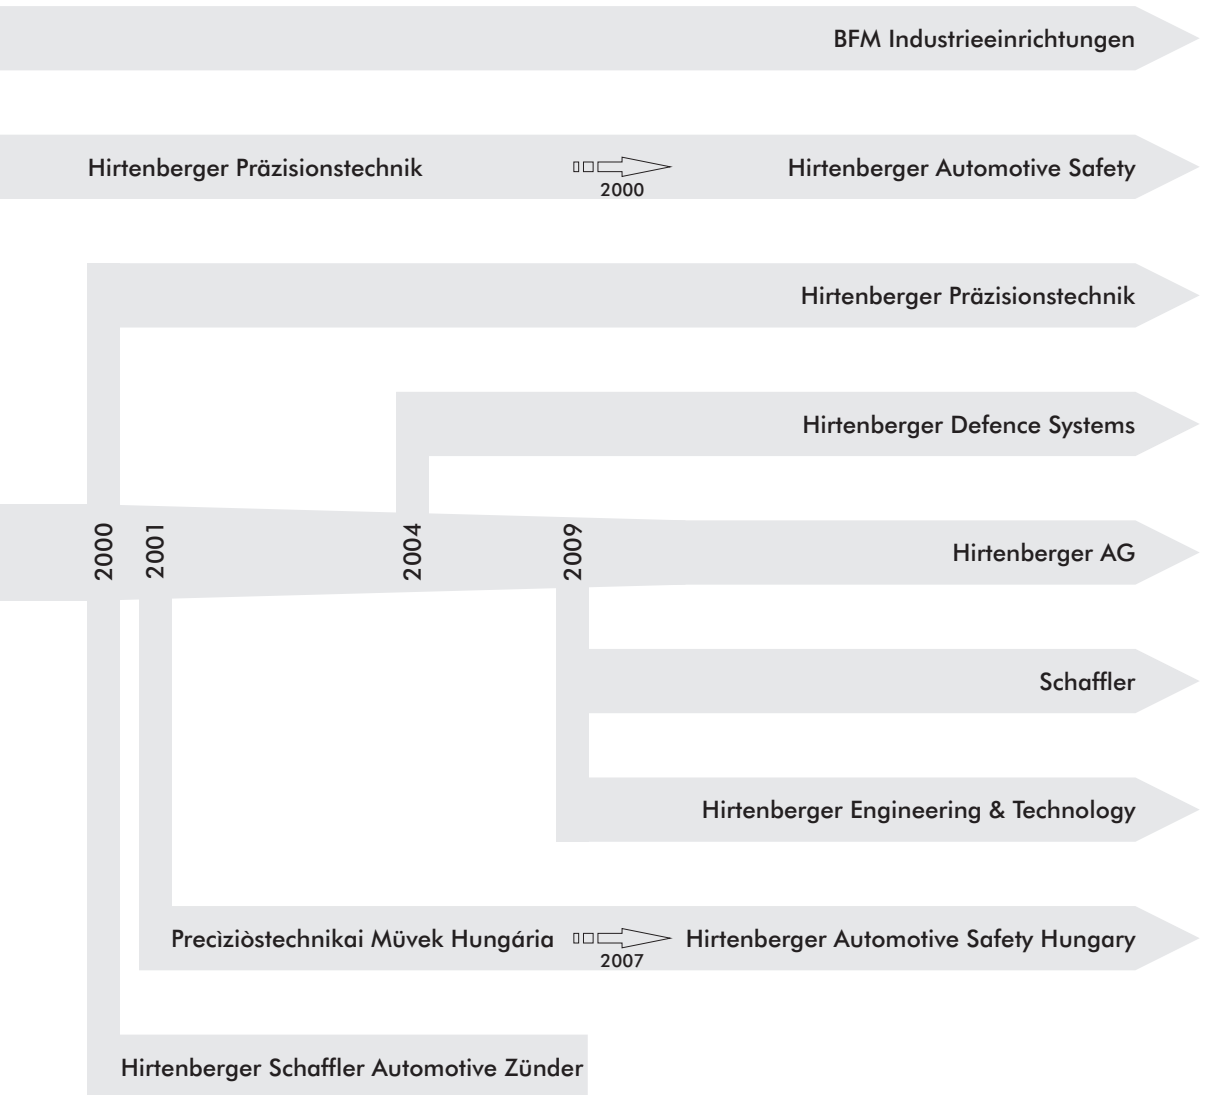 BFM Industrieeinrichtungen
Hirtenberger Präzisionstechnik
2000
Hirtenberger Automotive Safety
Hirtenberger Präzisionstechnik
Hirtenberger Defence Systems
2000
2001
2004
2009
Hirtenberger AG
Schaffler
Hirtenberger Engineering & Technology
Precìziòstechnikai Müvek Hungária
2007
Hirtenberger Automotive Safety Hungary
Hirtenberger Schaffler Automotive Zünder